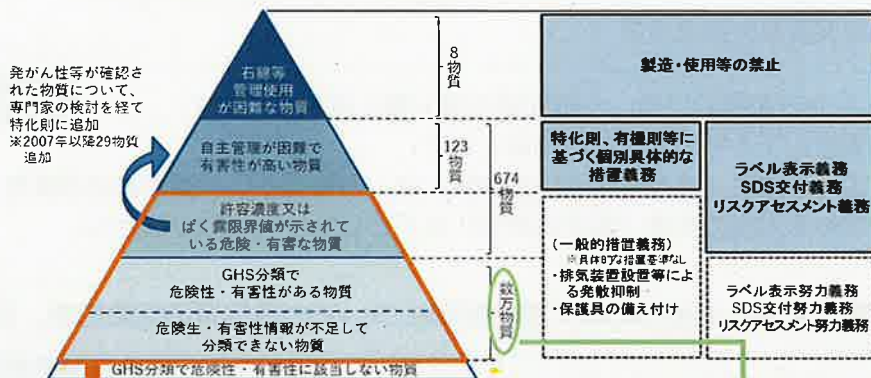 発がん性等が確認さ
れた物質について、
専門家の検討を経て
特化則に追加
※2007年以降29物質
追加
石綿等
管理使用
が困難な物質
自主管理が困難で
有害性が高い物質
許容濃度又は
ばく露限界値が示されて
いる危険・有害な物質
GHS分類で
危険性・有害性がある物質
危険生・有害性情報が不足して
分類できない物質
GHS分類で危険性・有害性に該当しない物質
8
物質
123
物質
674
物質
数万物質
製造・使用等の禁止
特化則、有機則等に
基づく個別具体的な
措置義務
ラベル表示義務
SDS交付義務
リスクアセスメント義務
(一般的措置義務)
※具体的な措置基準なし
・排気装置設置等によ
る発散抑制
・保護具の備え付け
ラベル表示努力義務
SDS交付努力義務
リスクアセスメント努力義務